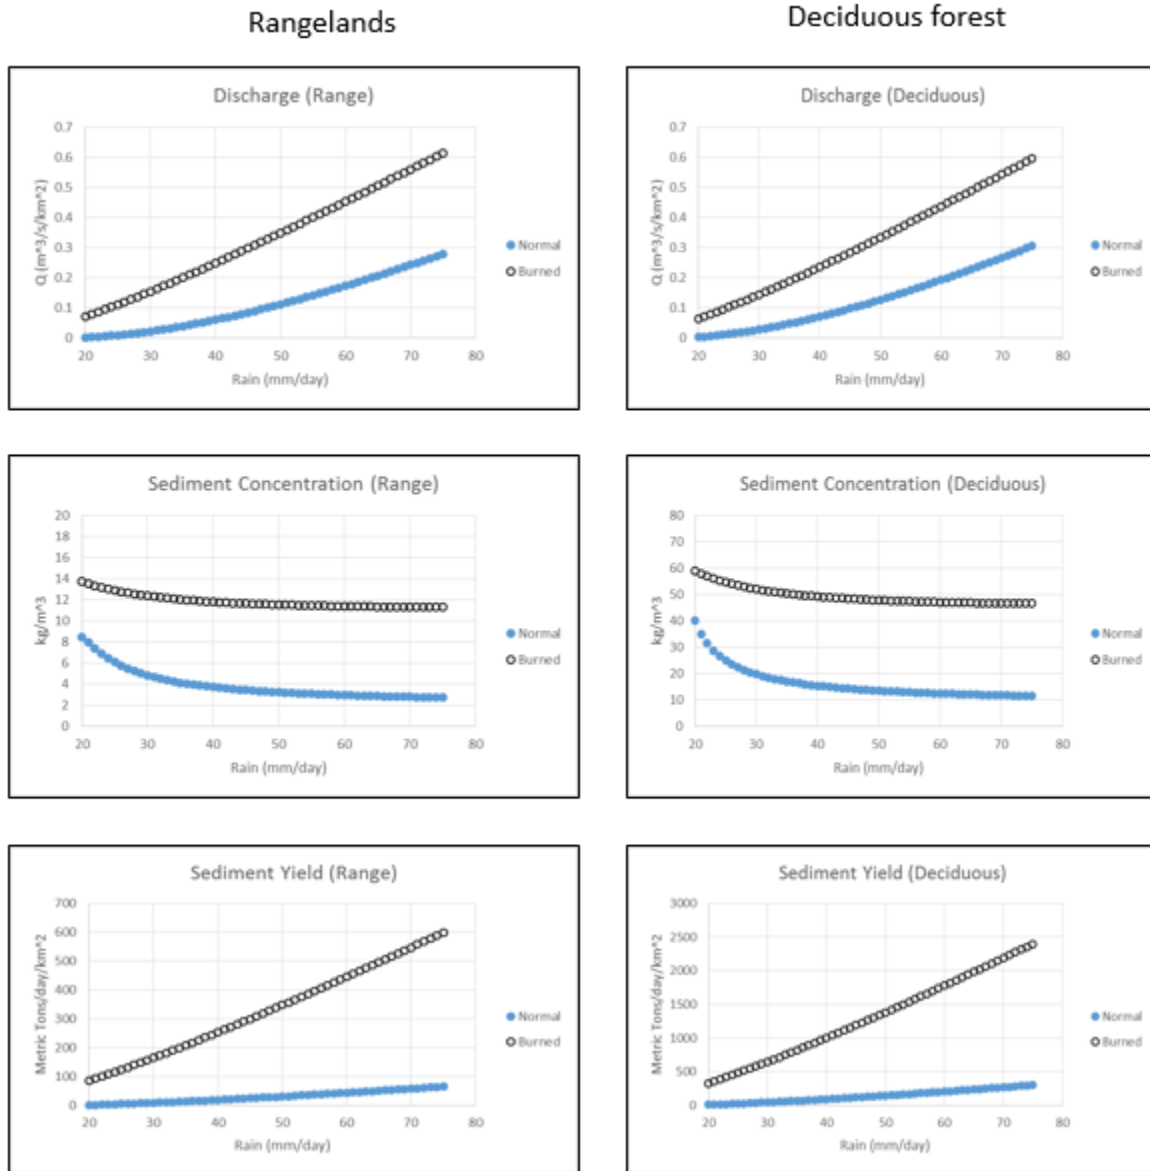 Rangelands
Deciduous forest
Discharge (Range)
0.7
0.6
0.5
0.4
0.3
0.2
0.1
0
Q (m^3/s/km^2)
20 30 40 50 60 70 80
Rain (mm/day)
Normal
Burned
Discharge (Deciduous)
0.7
0.6
0.5
0.4
0.3
0.2
0.1
0
Q (m^3/s/km^2)
20 30 40 50 60 70 80
Rain (mm/day)
Normal
Burned
Sediment Concentration (Range)
20
18
16
14
12
10
8
6
4
2
0
kg/m^3
20 30 40 50 60 70 80
Rain (mm/day)
Normal
Burned
Sediment Concentration (Deciduous)
80
70
60
50
40
30
20
10
0
kg/m^3
20 30 40 50 60 70 80
Rain (mm/day)
Normal
Burned
Sediment Yield (Range)
700
600
500
400
300
200
100
0
Metric Tons/day/km^2
20 30 40 50 60 70 80
Rain (mm/day)
Normal
Burned
Sediment Yield (Deciduous)
3000
2500
2000
1500
1000
500
0
Metric Tons/day/km^2
20 30 40 50 60 70 80
Rain (mm/day)
Normal
Burned